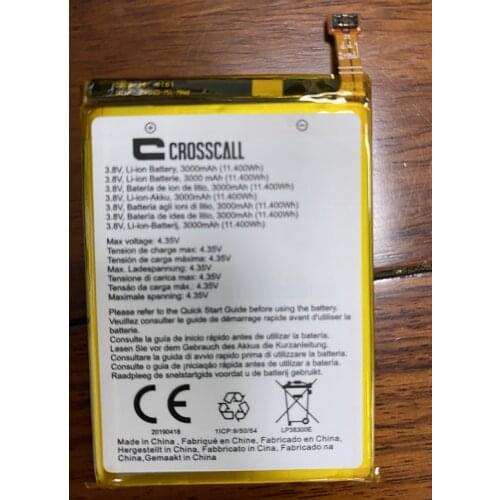 CROSSCALL
3.8V, Li-ion Battery, 3000mAh (11.400Wh)
3.8V, Li-ion Batterie, 3000 mAh (11.400Wh)
3.8V, Batería de ion de litio, 3000mAh (11.400Wh)
3.8V, Li-ion-Akku, 3000mAh (11.400Wh)
3.8V, Batteria agli ioni di litio, 3000mAh (11.400Wh)
3.8V, Bateria de ides de litio, 3000mAh (11.400Wh)
3.8V, Li-ion-Batterij, 3000mAh (11.400Wh)
Max voltage: 4.35V
Tension de charge max: 4.35V
Tensión de carga máxima: 4.35V
Max. Ladespannung: 4.35V
Tensione di carica max: 4.35V
Tensão da carga máx.: 4.35V
Maximale spanning: 4.35V
Please refer to the Quick Start Guide before using the battery.
Veuillez consulter le guide de démarrage rapide avant d'utiliser la
batterie.
Consulte la guía de inicio rápido antes de utilizar la batería.
Lesen Sie vor dem Gebrauch des Akkus die Kurzanleitung.
Consultare la guida di avvio rapido prima di utilizzare la batteria.
Consulte o guia de iniciação rápida antes de utilizar a bateria.
Raadpleeg de snelstartgids voordat u de batterij gebruikt.
CE
20190418
1ICP/9/50/54
LP38300E
Made in China , Fabriqué en China, Fabricado en China,
Hergestellt in China, Fabbricato in China, Fabricado em
China,Gemaakt in China